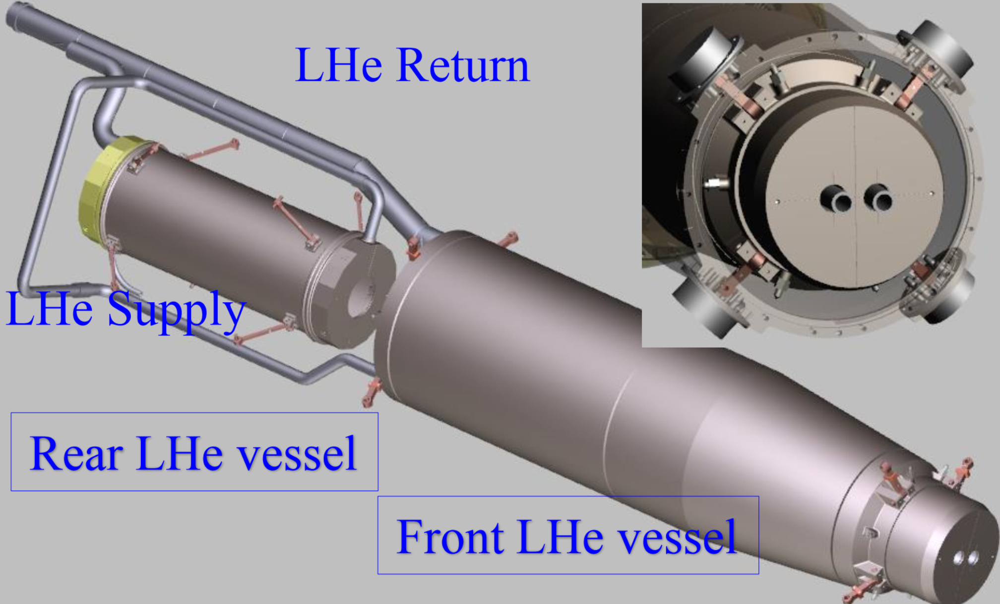 LHe Return
LHe Supply
Rear LHe vessel
Front LHe vessel